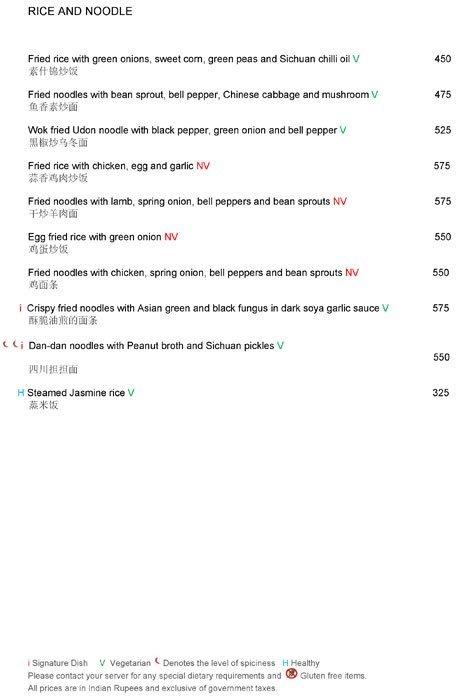 RICE AND NOODLE
Fried rice with green onions, sweet corn, green peas and Sichuan chilli oil V 450
素什锦炒饭
Fried noodles with bean sprout, bell pepper, Chinese cabbage and mushroom V 475
鱼香素炒面
Wok fried Udon noodle with black pepper, green onion and bell pepper V 525
黑椒炒乌冬面
Fried rice with chicken, egg and garlic NV 575
蒜香鸡肉炒饭
Fried noodles with lamb, spring onion, bell peppers and bean sprouts NV 575
干炒羊肉面
Egg fried rice with green onion NV 550
鸡蛋炒饭
Fried noodles with chicken, spring onion, bell peppers and bean sprouts NV 550
鸡面条
i Crispy fried noodles with Asian green and black fungus in dark soya garlic sauce V 575
酥脆油煎的面条
i Dan-dan noodles with Peanut broth and Sichuan pickles V
550
四川担担面
H Steamed Jasmine rice V 325
蒸米饭
i Signature Dish V Vegetarian Denotes the level of spiciness H Healthy
Please contact your server for any special dietary requirements and Gluten free items.
All prices are in Indian Rupees and exclusive of government taxes.